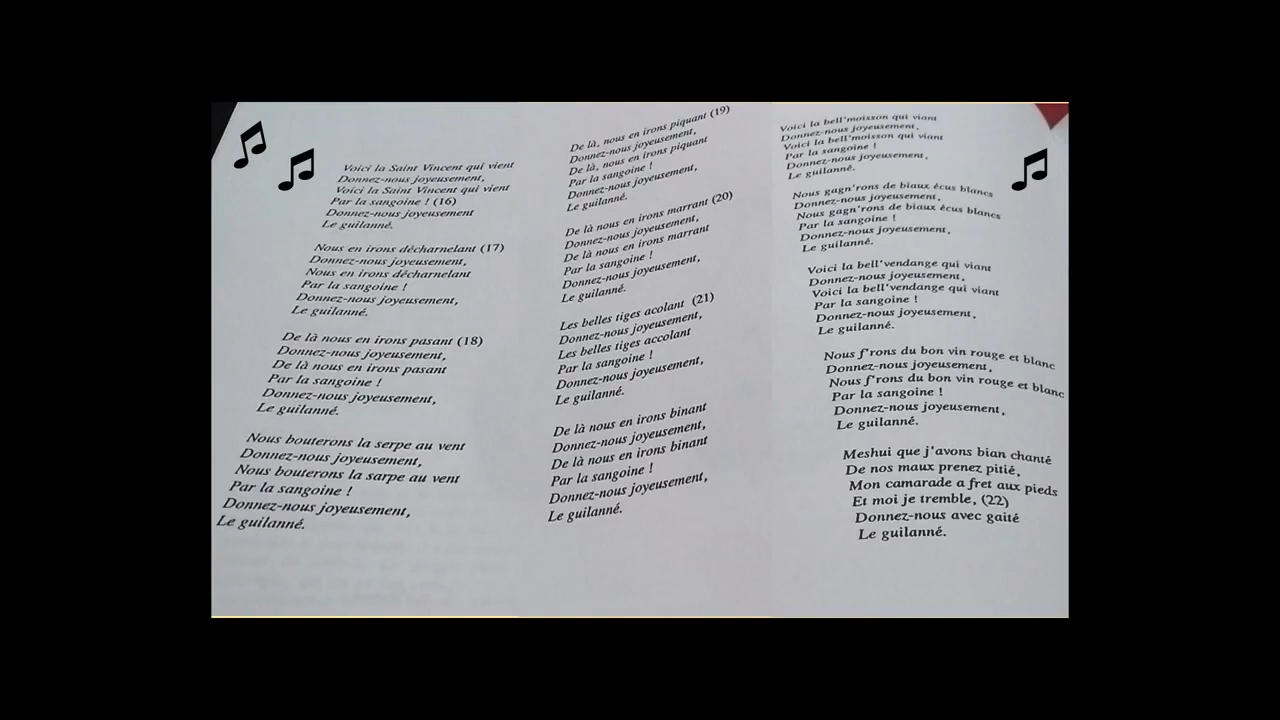 Voici la Saint Vincent qui vient
Donnez-nous joyeusement,
Voici la Saint Vincent qui vient
Par la sangoine ! (16)
Donnez-nous joyeusement
Le guilanné.
Nous en irons décharnelant (17)
Donnez-nous joyeusement,
Nous en irons décharnelant
Par la sangoine !
Donnez-nous joyeusement,
Le guilanné.
De là nous en irons pasant (18)
Donnez-nous joyeusement,
De là nous en irons pasant
Par la sangoine !
Donnez-nous joyeusement,
Le guilanné.
Nous bouterons la serpe au vent
Donnez-nous joyeusement,
Nous bouterons la sarpe au vent
Par la sangoine !
Donnez-nous joyeusement,
Le guilanné.
De là, nous en irons piquant (19)
Donnez-nous joyeusement,
De là, nous en irons piquant
Par la sangoine !
Donnez-nous joyeusement,
Le guilanné.
De là nous en irons marrant (20)
Donnez-nous joyeusement,
De là nous en irons marrant
Par la sangoine !
Donnez-nous joyeusement,
Le guilanné.
Les belles tiges acolant (21)
Donnez-nous joyeusement,
Les belles tiges accolant
Par la sangoine !
Donnez-nous joyeusement,
Le guilanné.
De là nous en irons binant
Donnez-nous joyeusement,
De là nous en irons binant
Par la sangoine !
Donnez-nous joyeusement,
Le guilanné.
Voici la bell'moisson qui viant
Donnez-nous joyeusement,
Voici la bell'moisson qui viant
Par la sangoine !
Donnez-nous joyeusement,
Le guilanné.
Nous gagn'rons de biaux écus blancs
Donnez-nous joyeusement,
Nous gagn'rons de biaux écus blancs
Par la sangoine !
Donnez-nous joyeusement,
Le guilanné.
Voici la bell'vendange qui viant
Donnez-nous joyeusement,
Voici la bell'vendange qui viant
Par la sangoine !
Donnez-nous joyeusement,
Le guilanné.
Nous f'rons du bon vin rouge et blanc
Donnez-nous joyeusement,
Nous f'rons du bon vin rouge et blanc
Par la sangoine !
Donnez-nous joyeusement,
Le guilanné.
Meshui que j'avons bian chanté
De nos maux prenez pitié,
Mon camarade a fret aux pieds
Et moi je tremble, (22)
Donnez-nous avec gaité
Le guilanné.